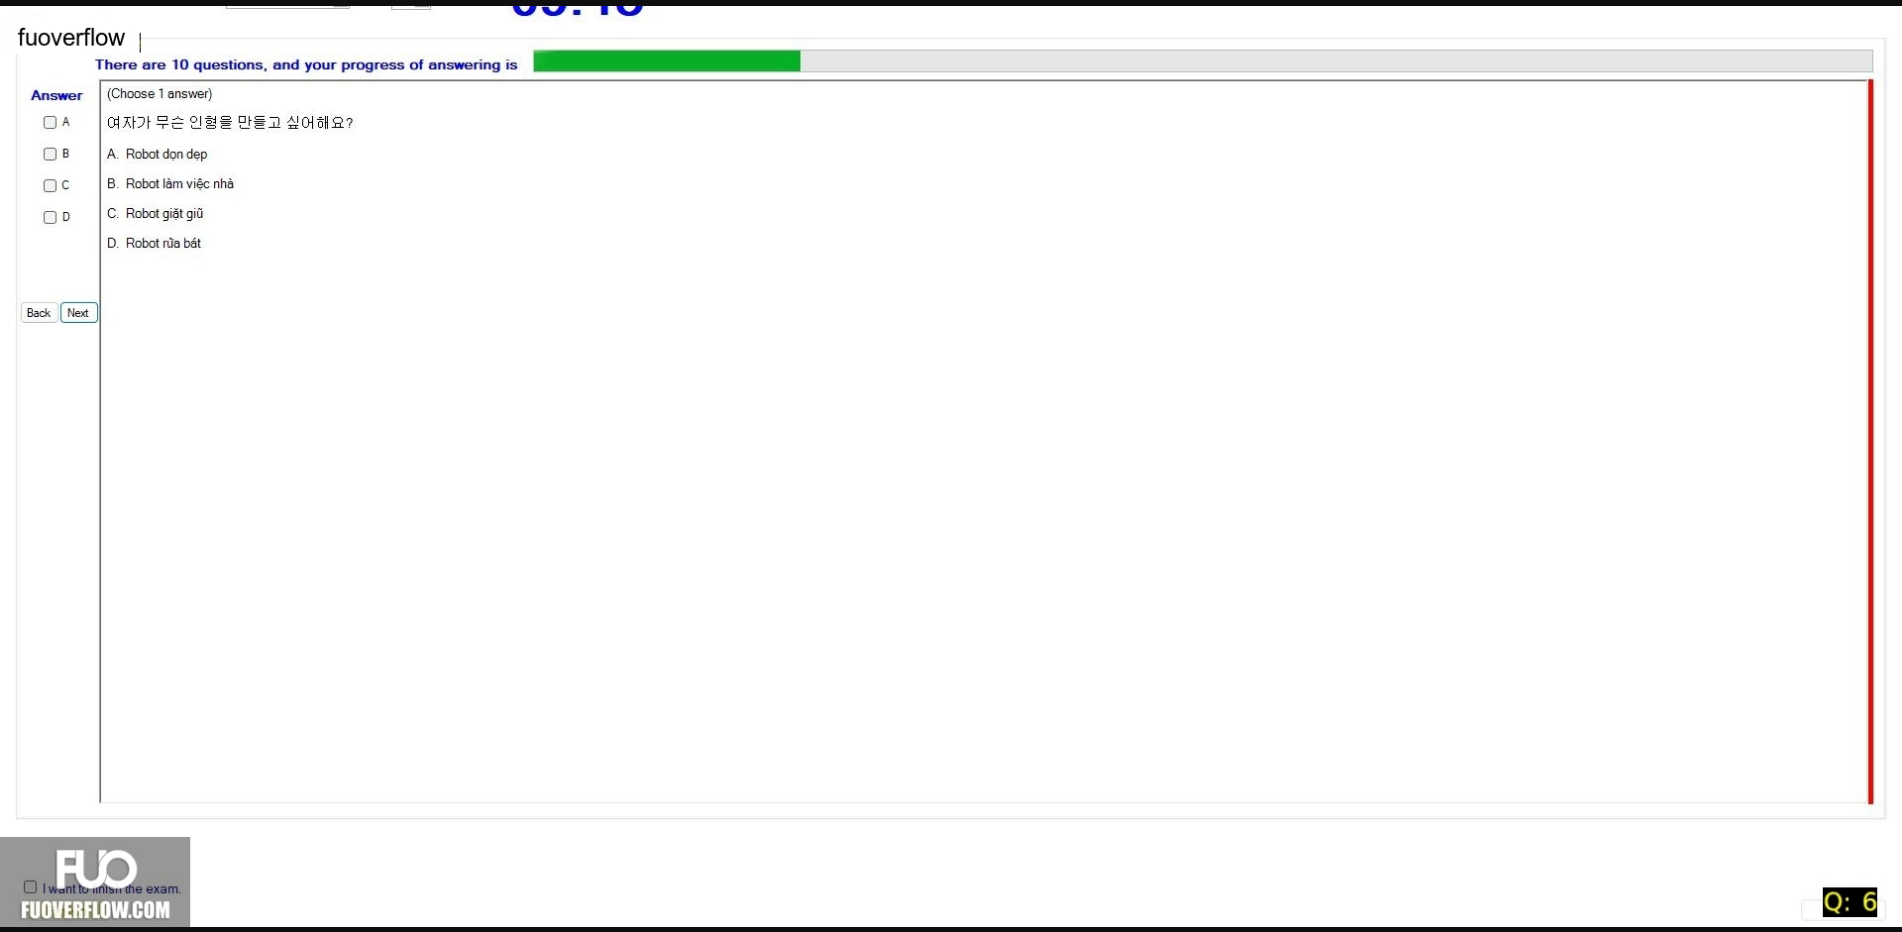 fuoverflow
There are 10 questions, and your progress of answering is
Answer
(Choose 1 answer)
A
여자가 무슨 인형을 만들고 싶어해요?
B
A. Robot dọn dẹp
C
B. Robot làm việc nhà
D
C. Robot giặt giũ
D. Robot rửa bát
Back Next
FUO
I want to finish the exam.
FUOVERFLOW.COM
Q: 6